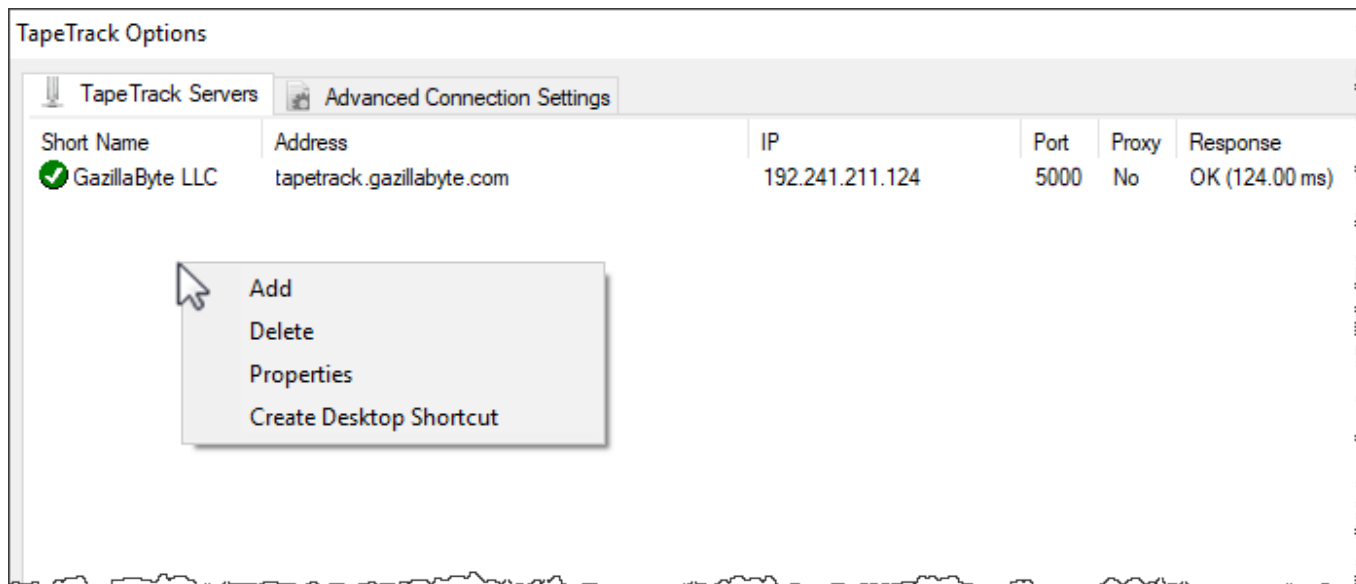 TapeTrack Options
TapeTrack Servers Advanced Connection Settings
Short Name Address IP Port Proxy Response
GazillaByte LLC tapetrack.gazillabyte.com 192.241.211.124 5000 No OK (124.00 ms)
Add
Delete
Properties
Create Desktop Shortcut